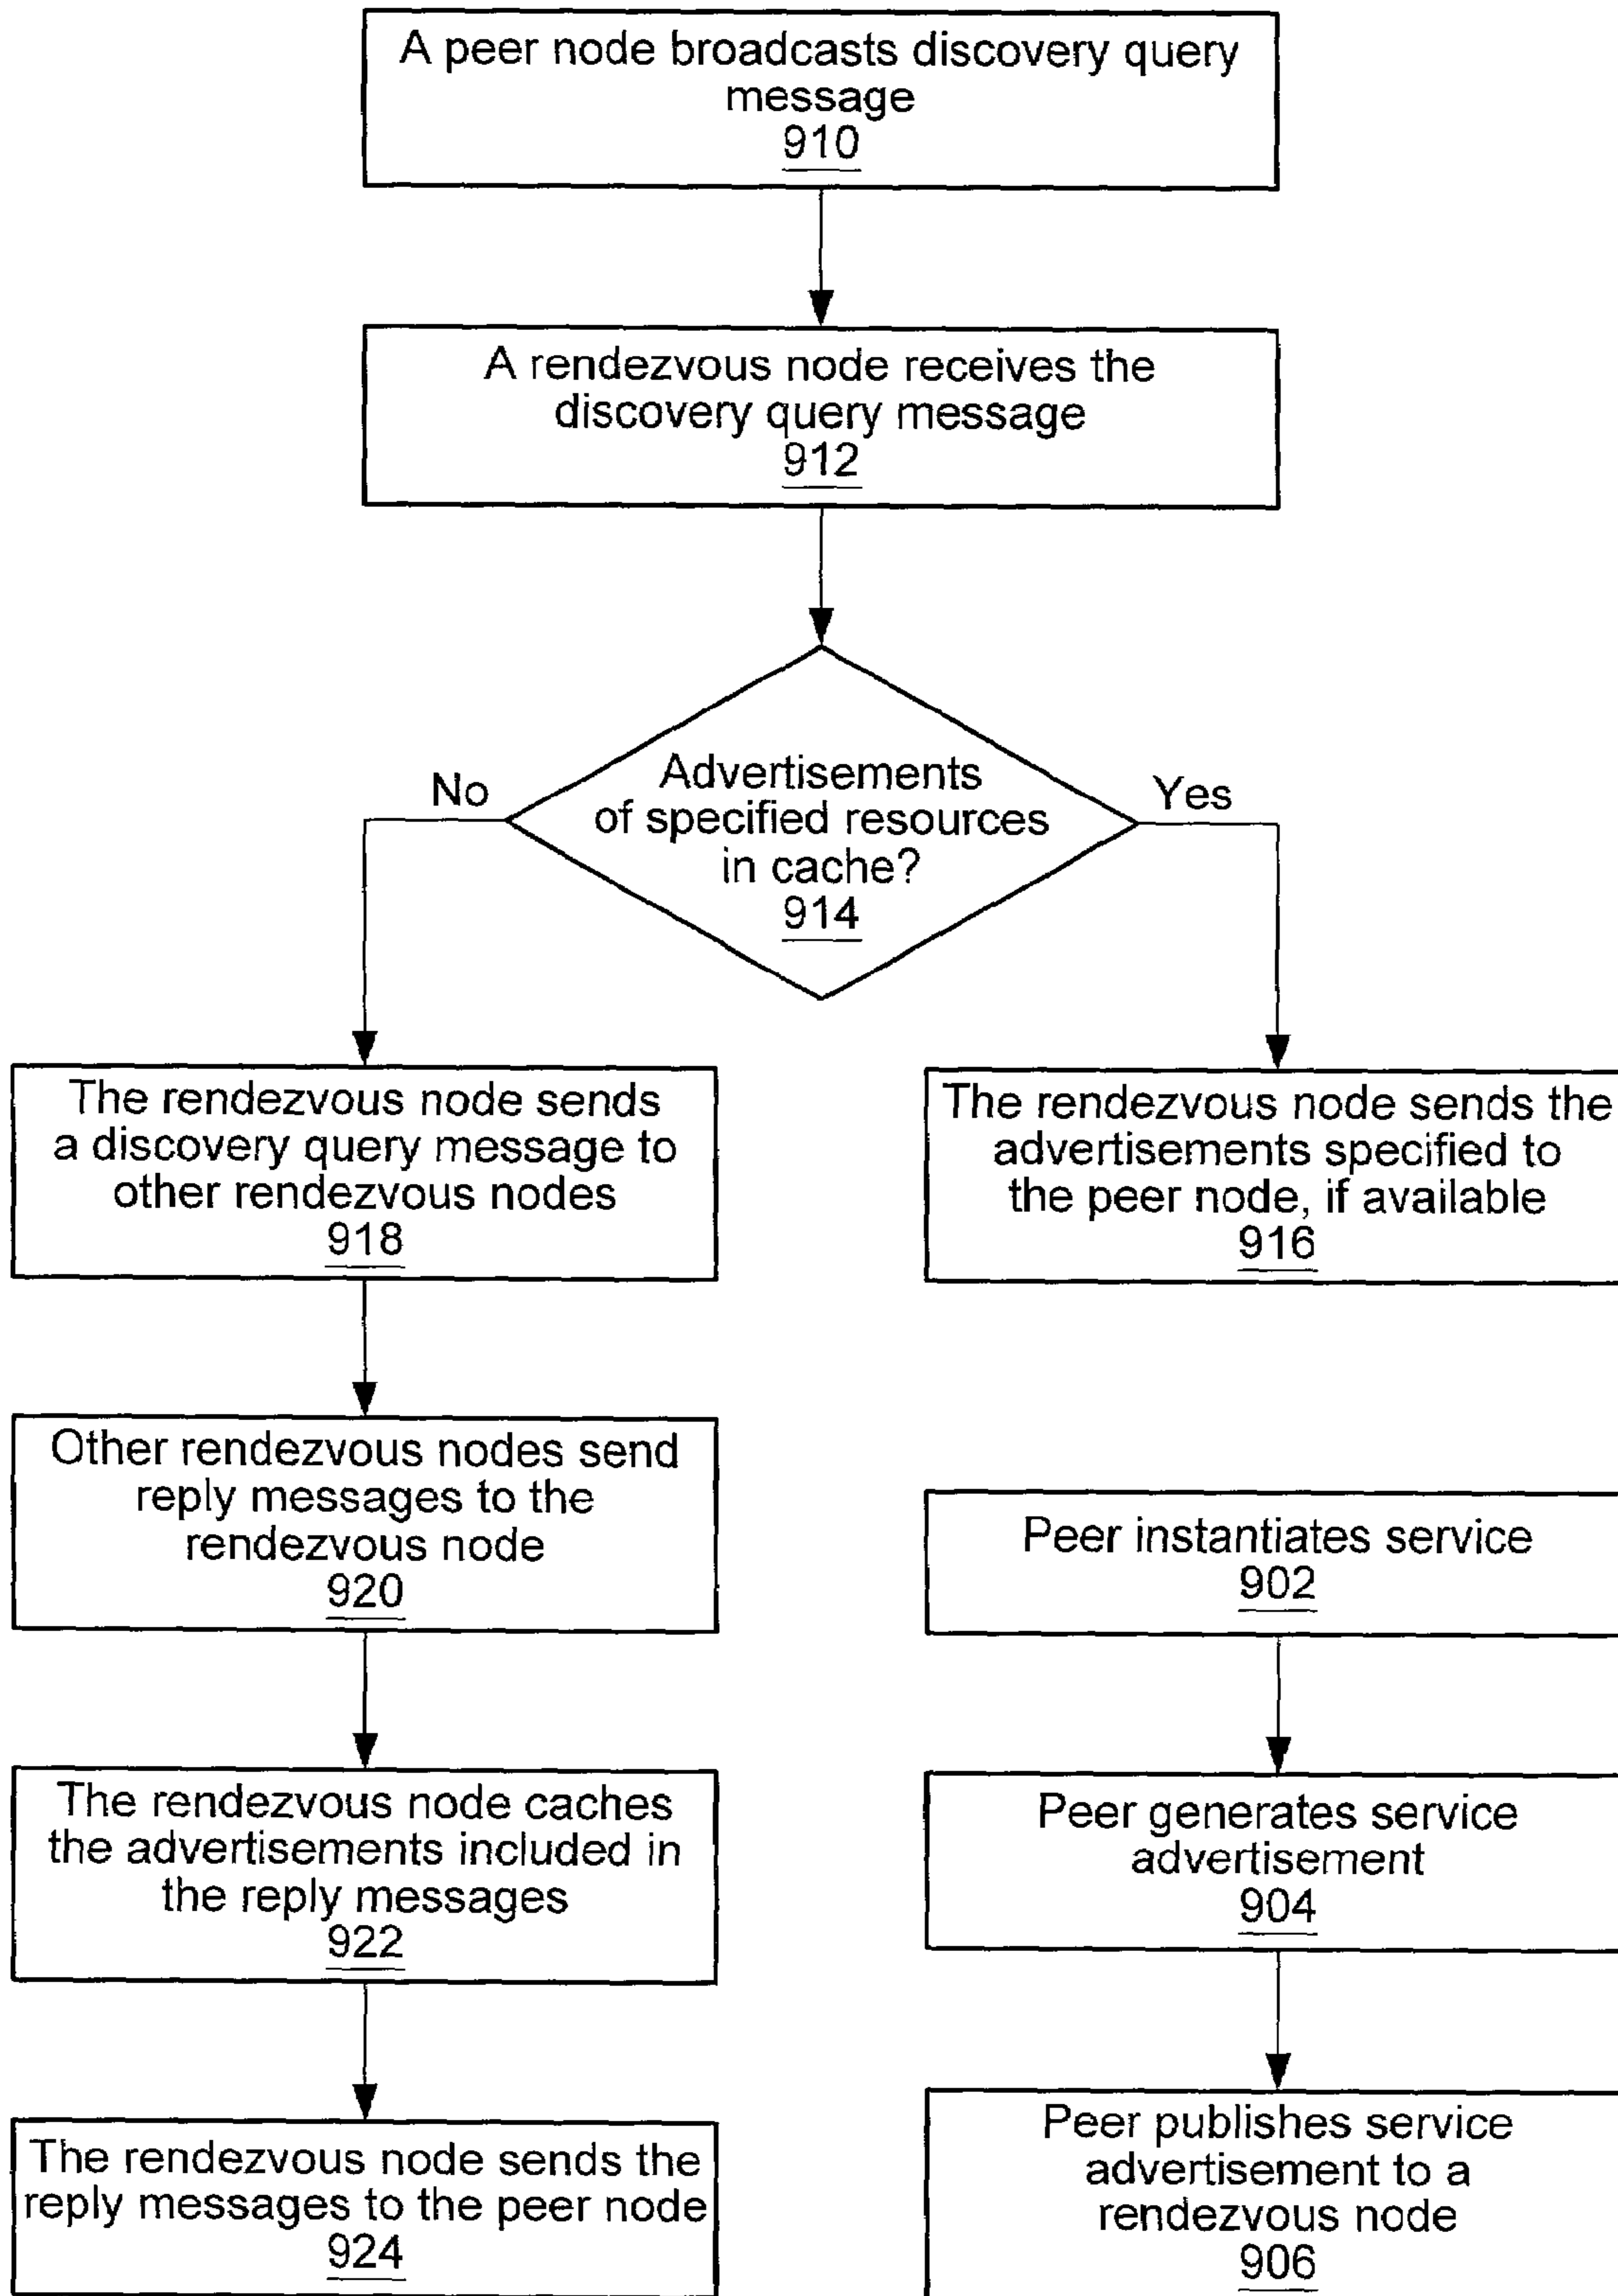 A peer node broadcasts discovery query
message
910
A rendezvous node receives the
discovery query message
912
Advertisements
of specified resources
in cache?
914
No
Yes
The rendezvous node sends
a discovery query message to
other rendezvous nodes
918
The rendezvous node sends the
advertisements specified to
the peer node, if available
916
Other rendezvous nodes send
reply messages to the
rendezvous node
920
The rendezvous node caches
the advertisements included in
the reply messages
922
The rendezvous node sends the
reply messages to the peer node
924
Peer instantiates service
902
Peer generates service
advertisement
904
Peer publishes service
advertisement to a
rendezvous node
906